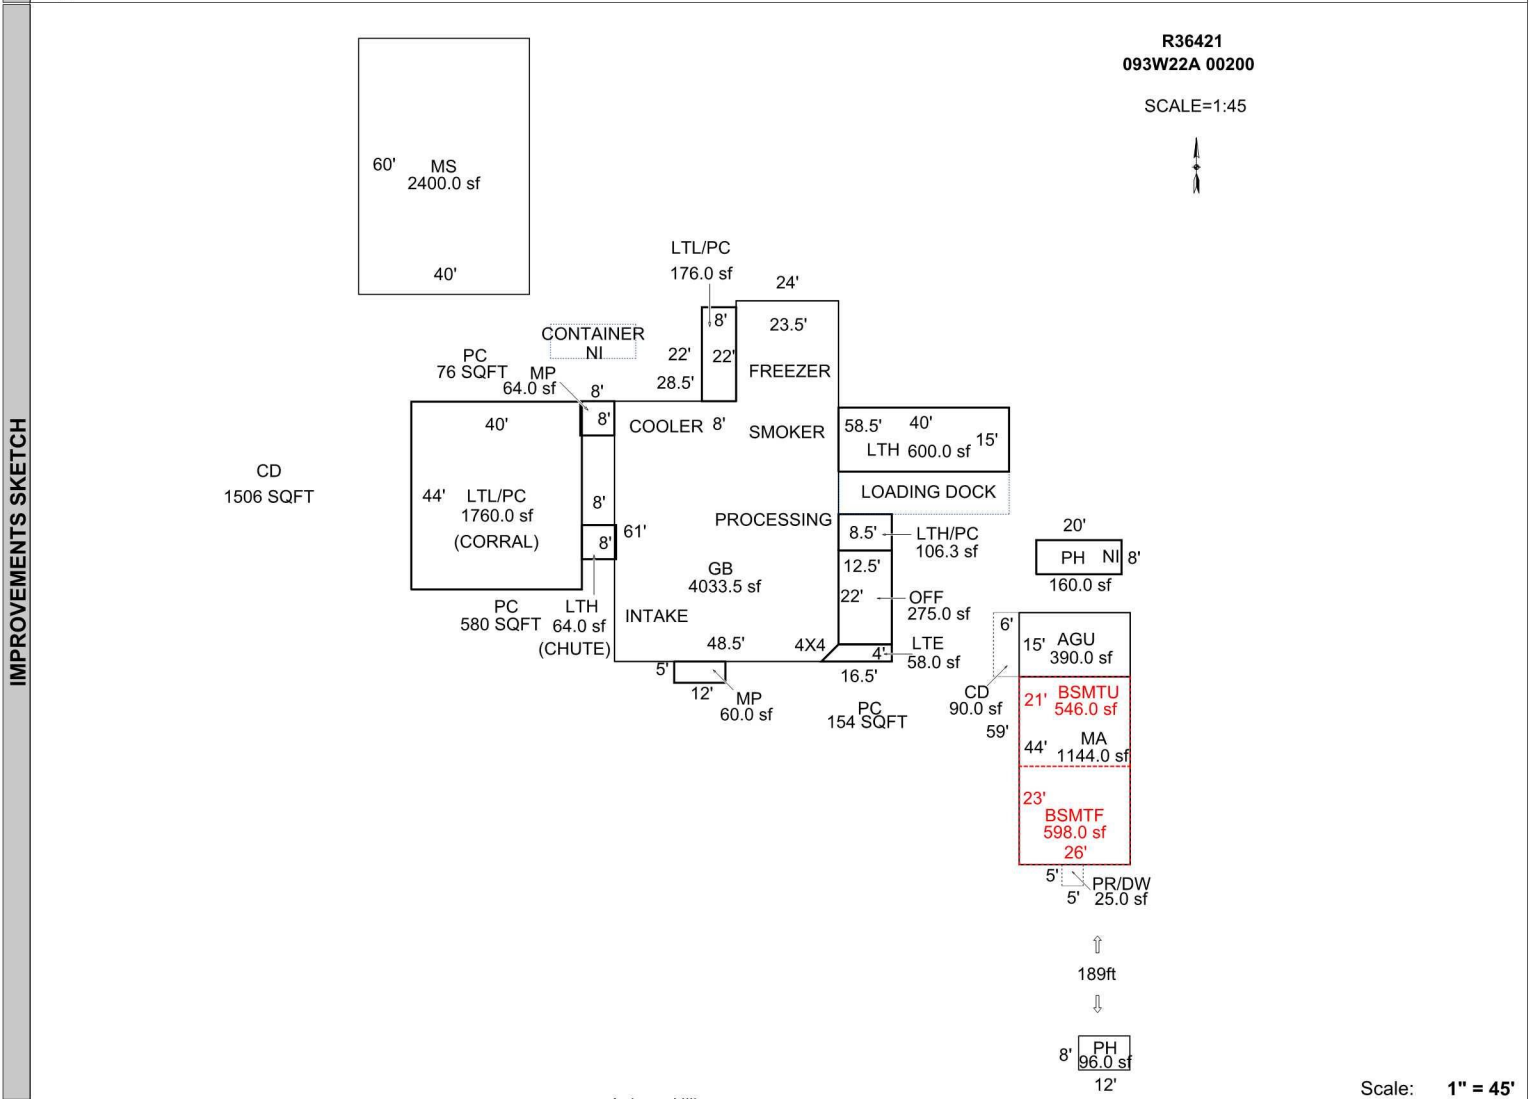 IMPROVEMENTS SKETCH
R36421
093W22A 00200
SCALE=1:45
60'
MS
2400.0 sf
40'
LTL/PC
176.0 sf
24'
8'
23.5'
22'
22'
28.5'
FREEZER
CONTAINER
NI
PC
76 SQFT
MP
64.0 sf
8'
8'
40'
COOLER 8'
SMOKER
58.5'
40'
15'
LTH 600.0 sf
CD
1506 SQFT
44'
LTL/PC
1760.0 sf
(CORRAL)
8'
8'
61'
LOADING DOCK
PROCESSING
8.5'
LTH/PC
106.3 sf
GB
4033.5 sf
12.5'
22'
OFF
275.0 sf
20'
PH NI 8'
160.0 sf
PC
580 SQFT
LTH
64.0 sf
(CHUTE)
INTAKE
48.5'
4X4
4'
LTE
58.0 sf
16.5'
5'
12'
MP
60.0 sf
PC
154 SQFT
6'
15'
AGU
390.0 sf
CD
90.0 sf
59'
21'
BSMTU
546.0 sf
44'
MA
1144.0 sf
23'
BSMTF
598.0 sf
26'
5'
5'
PR/DW
25.0 sf
189ft
8'
PH
96.0 sf
12'
Scale: 1" = 45'